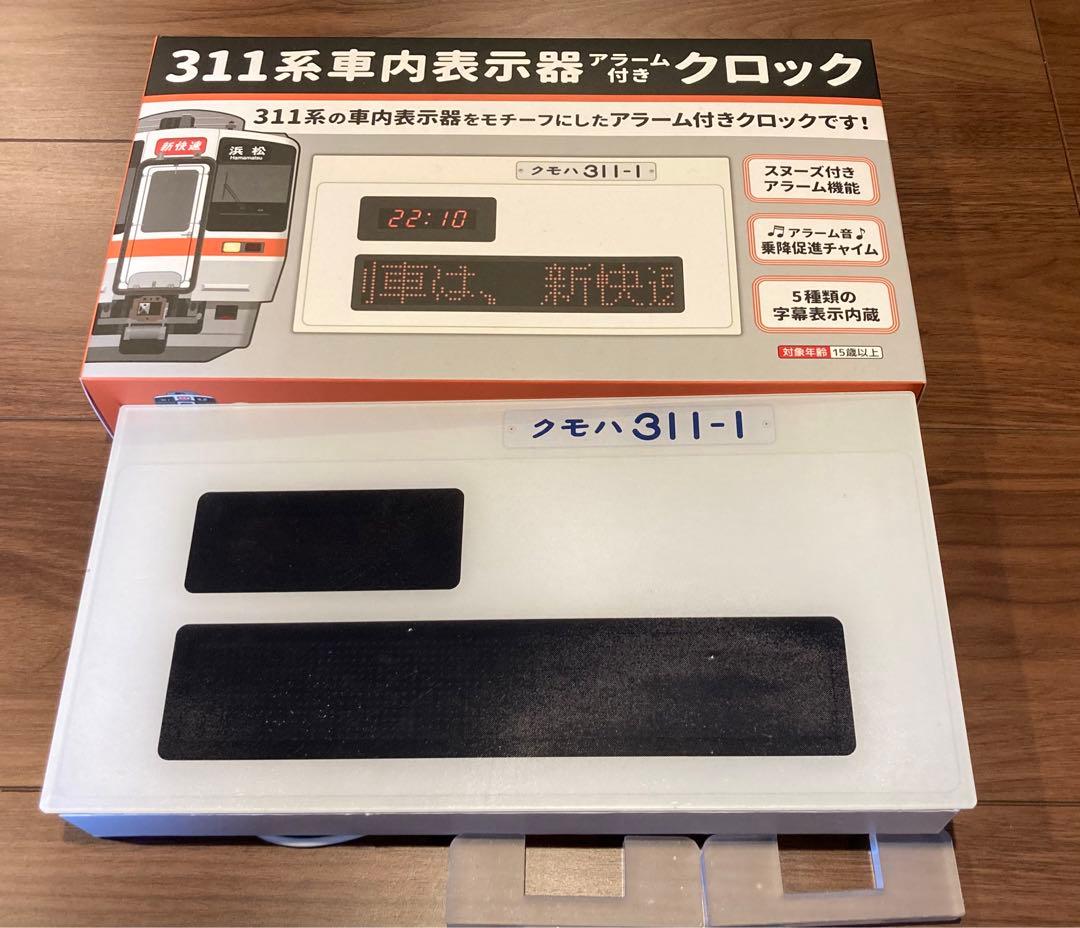 311系車内表示器アラーム付きクロック
311系の車内表示器をモチーフにしたアラーム付きクロックです!
新快速
浜松
Hamamatsu
クモハ 311-1
22:10
車は、 新快速
スヌーズ付き
アラーム機能
アラーム音
乗降促進チャイム
5種類の
字幕表示内蔵
対象年齢 15歳以上
クモハ 311-1